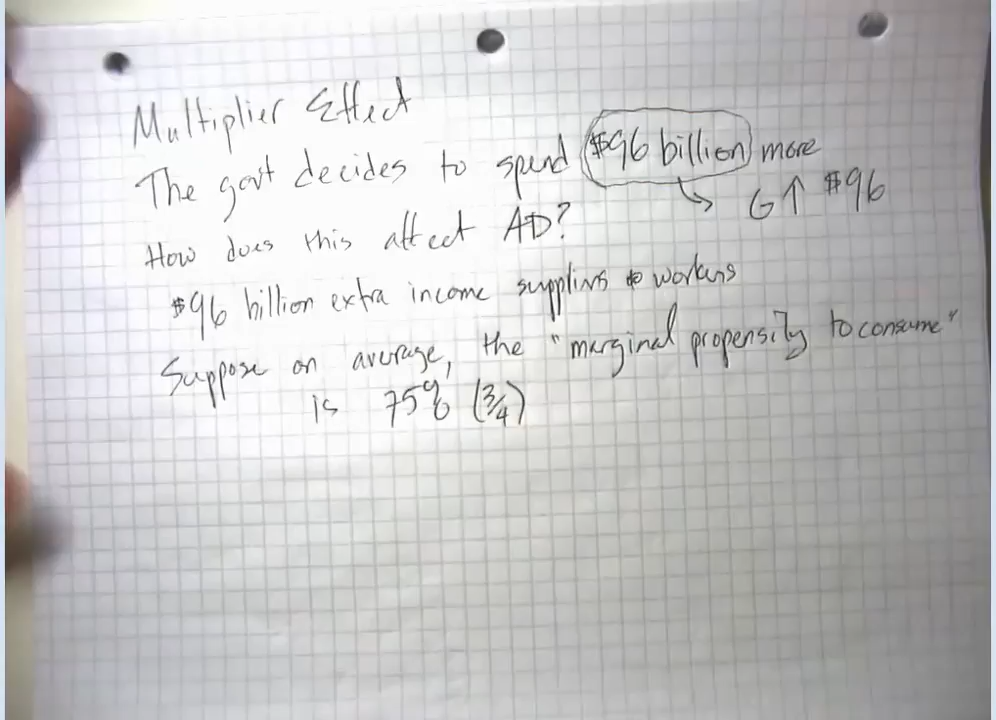 Multiplier Effect
The govt decides to spend $96 billion more
G↑ $96
How does this affect AD?
$96 billion extra income suppliers & workers
Suppose on average, the "marginal propensity to consume"
is 75% (3/4)